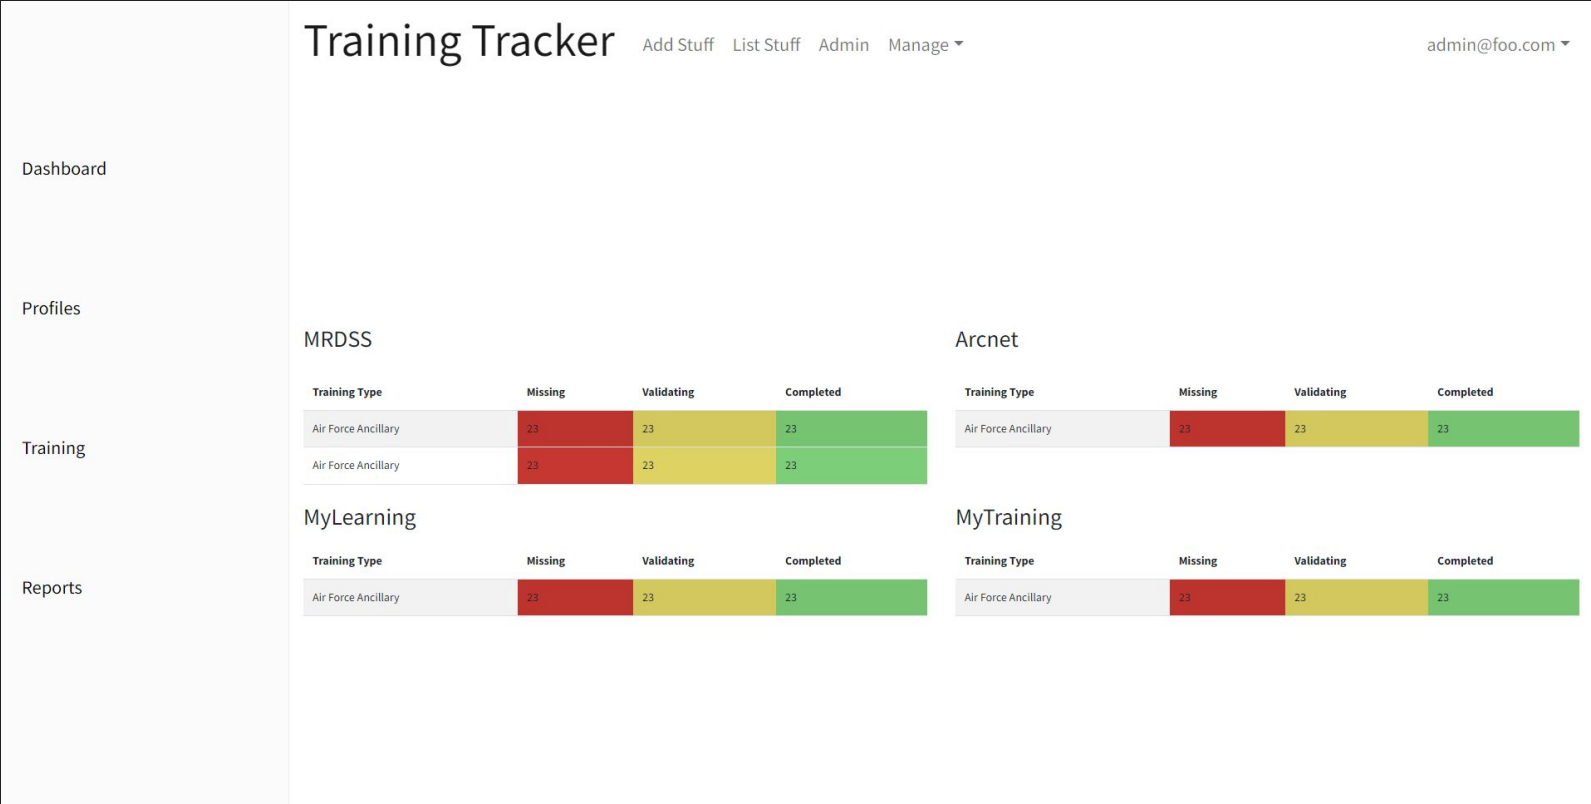 Training Tracker Add Stuff List Stuff Admin Manage admin@foo.com
Dashboard
Profiles
Training
Reports
MRDSS
Training Type Missing Validating Completed
Air Force Ancillary 23 23 23
Air Force Ancillary 23 23 23
Arcnet
Training Type Missing Validating Completed
Air Force Ancillary 23 23 23
MyLearning
Training Type Missing Validating Completed
Air Force Ancillary 23 23 23
MyTraining
Training Type Missing Validating Completed
Air Force Ancillary 23 23 23